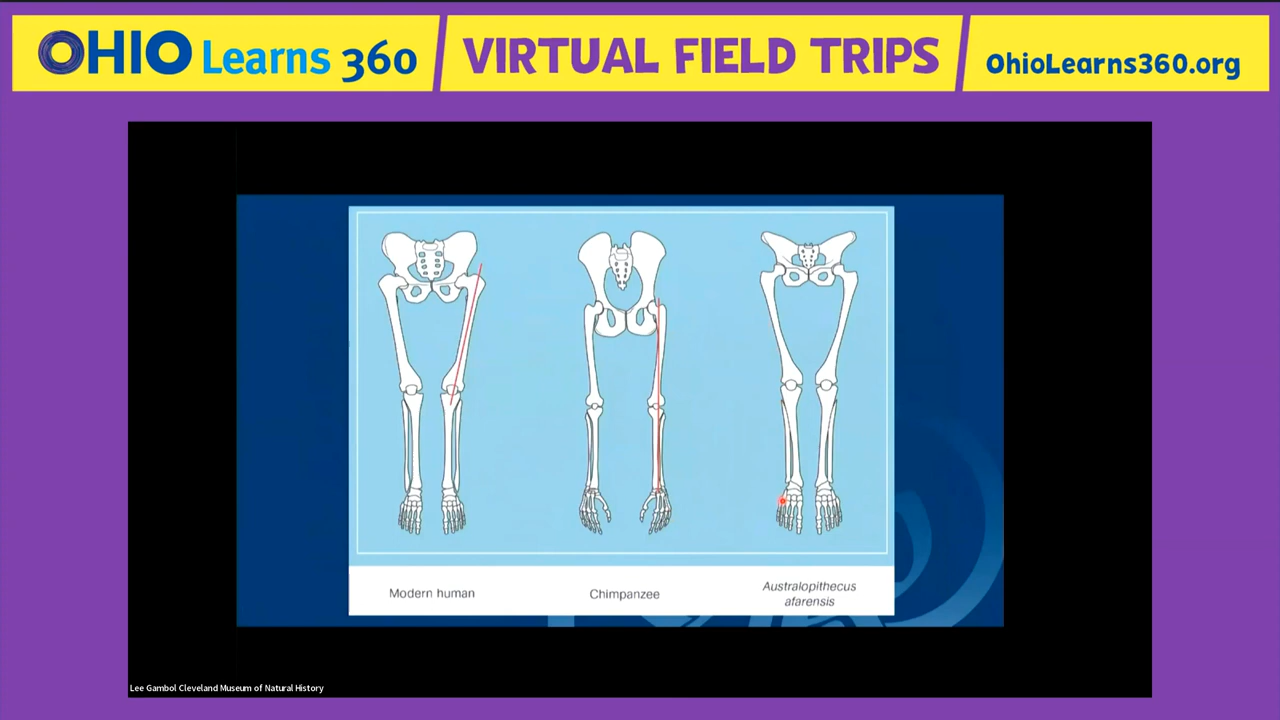 OHIO Learns 360
VIRTUAL FIELD TRIPS
OhioLearns360.org
Modern human
Chimpanzee
Australopithecus
afarensis
Lee Gambol Cleveland Museum of Natural History